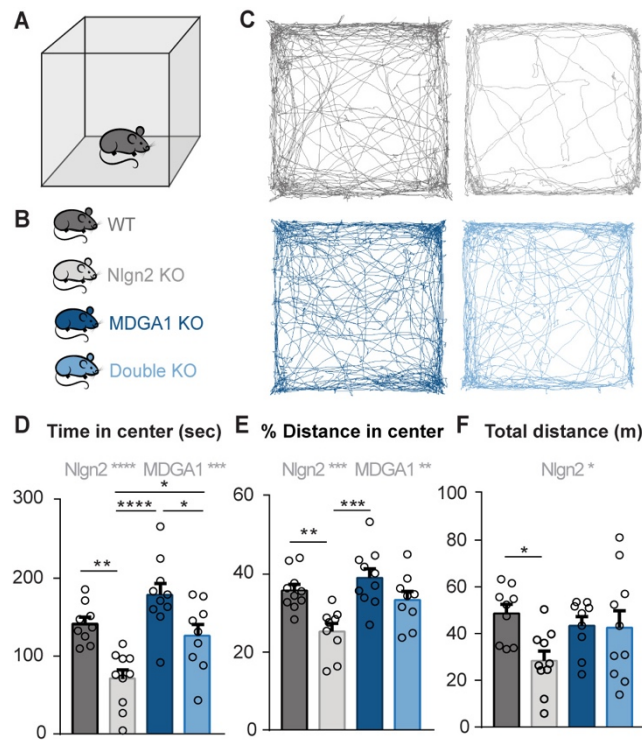 A
B
WT
Nlgn2 KO
MDGA1 KO
Double KO
C
D Time in center (sec)
Nlgn2 **** MDGA1 ***
*
**** *
**
300
200
100
0
E % Distance in center
Nlgn2 *** MDGA1 **
** ***
60
40
20
0
F Total distance (m)
Nlgn2 *
*
100
80
60
40
20
0